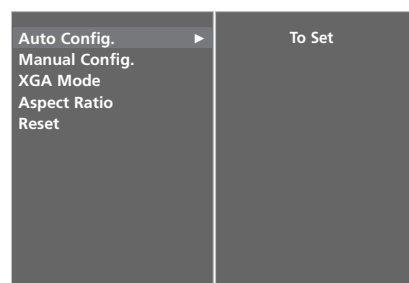 Auto Config. ▶
To Set
Manual Config.
XGA Mode
Aspect Ratio
Reset